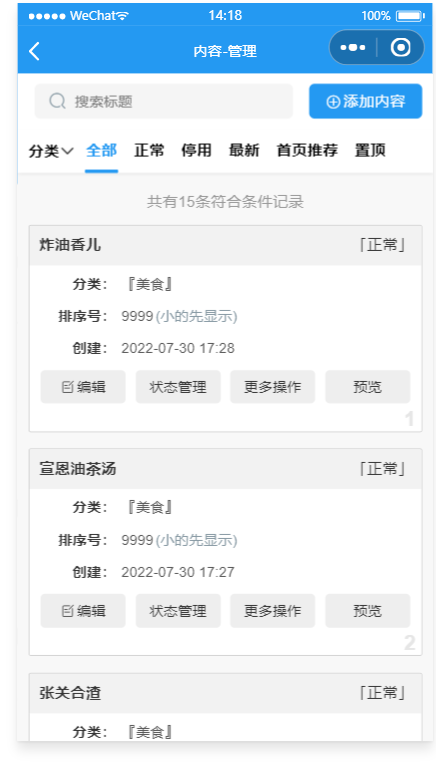 WeChat 14:18 100%
内容-管理
搜索标题 添加内容
分类 全部 正常 停用 最新 首页推荐 置顶
共有15条符合条件记录
炸油香儿 「正常」
分类： 『美食』
排序号： 9999(小的先显示)
创建： 2022-07-30 17:28
编辑 状态管理 更多操作 预览
1
宣恩油茶汤 「正常」
分类： 『美食』
排序号： 9999(小的先显示)
创建： 2022-07-30 17:27
编辑 状态管理 更多操作 预览
2
张关合渣 「正常」
分类： 『美食』